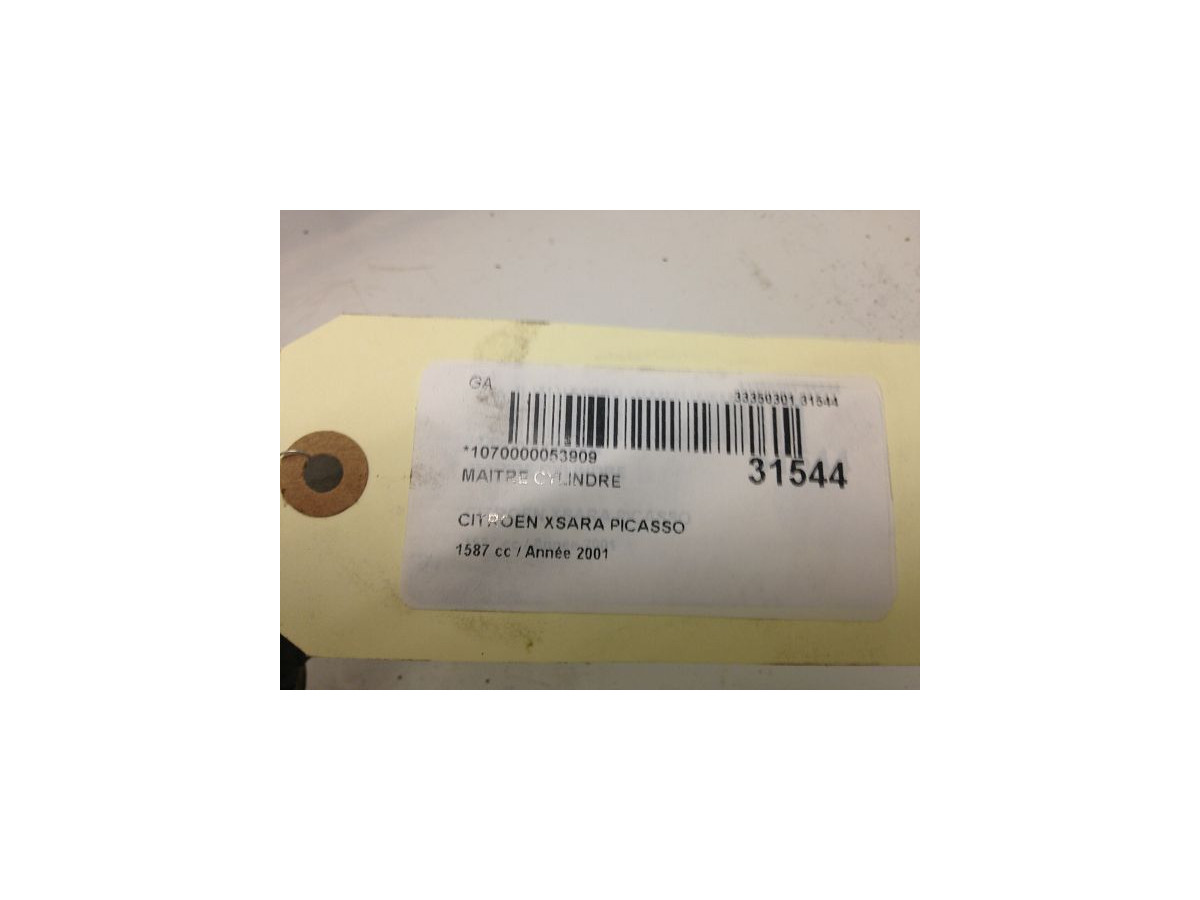 GA
33350301 31544
*1070000053909
31544
MAITRE CYLINDRE
CITROEN XSARA PICASSO
1587 cc / Année 2001